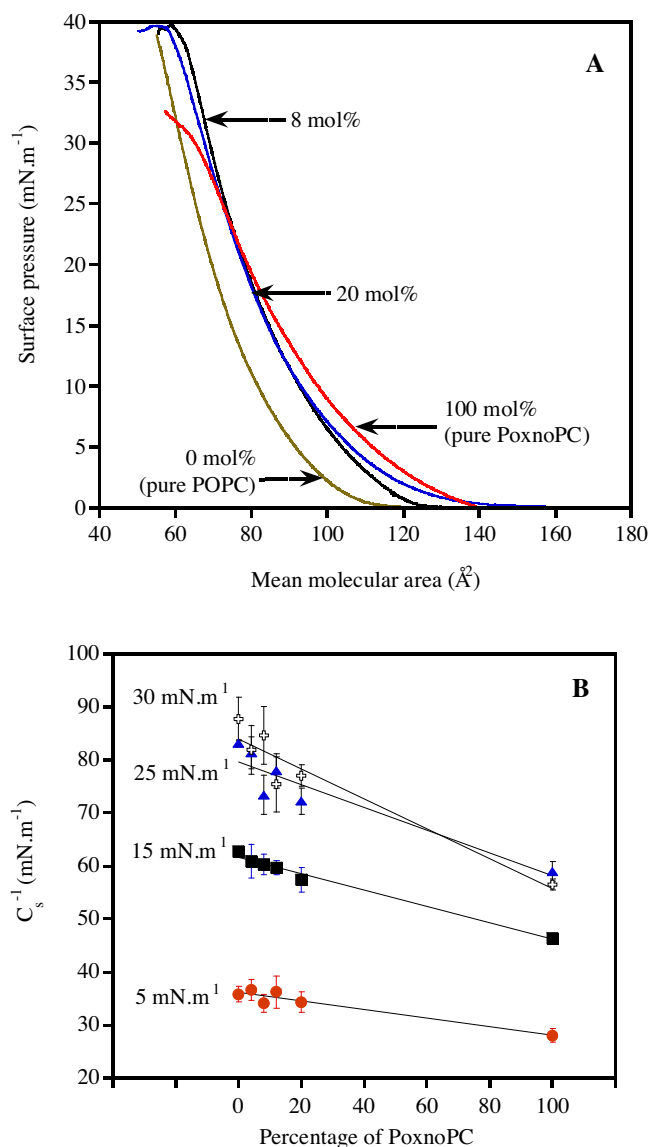 A
40
35
30
25
20
15
10
5
0
Surface pressure (mN.m⁻¹)
8 mol%
20 mol%
100 mol%
(pure PoxnoPC)
0 mol%
(pure POPC)
40 60 80 100 120 140 160 180
Mean molecular area (Å²)
B
100
90
80
70
60
50
40
30
20
C_s⁻¹ (mN.m⁻¹)
30 mN.m¹
25 mN.m¹
15 mN.m¹
5 mN.m¹
0 20 40 60 80 100
Percentage of PoxnoPC